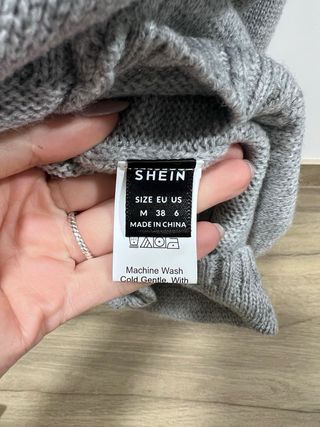 SHEIN
SIZE EU US
M 38 6
MADE IN CHINA
Machine Wash
Cold Gentle, With